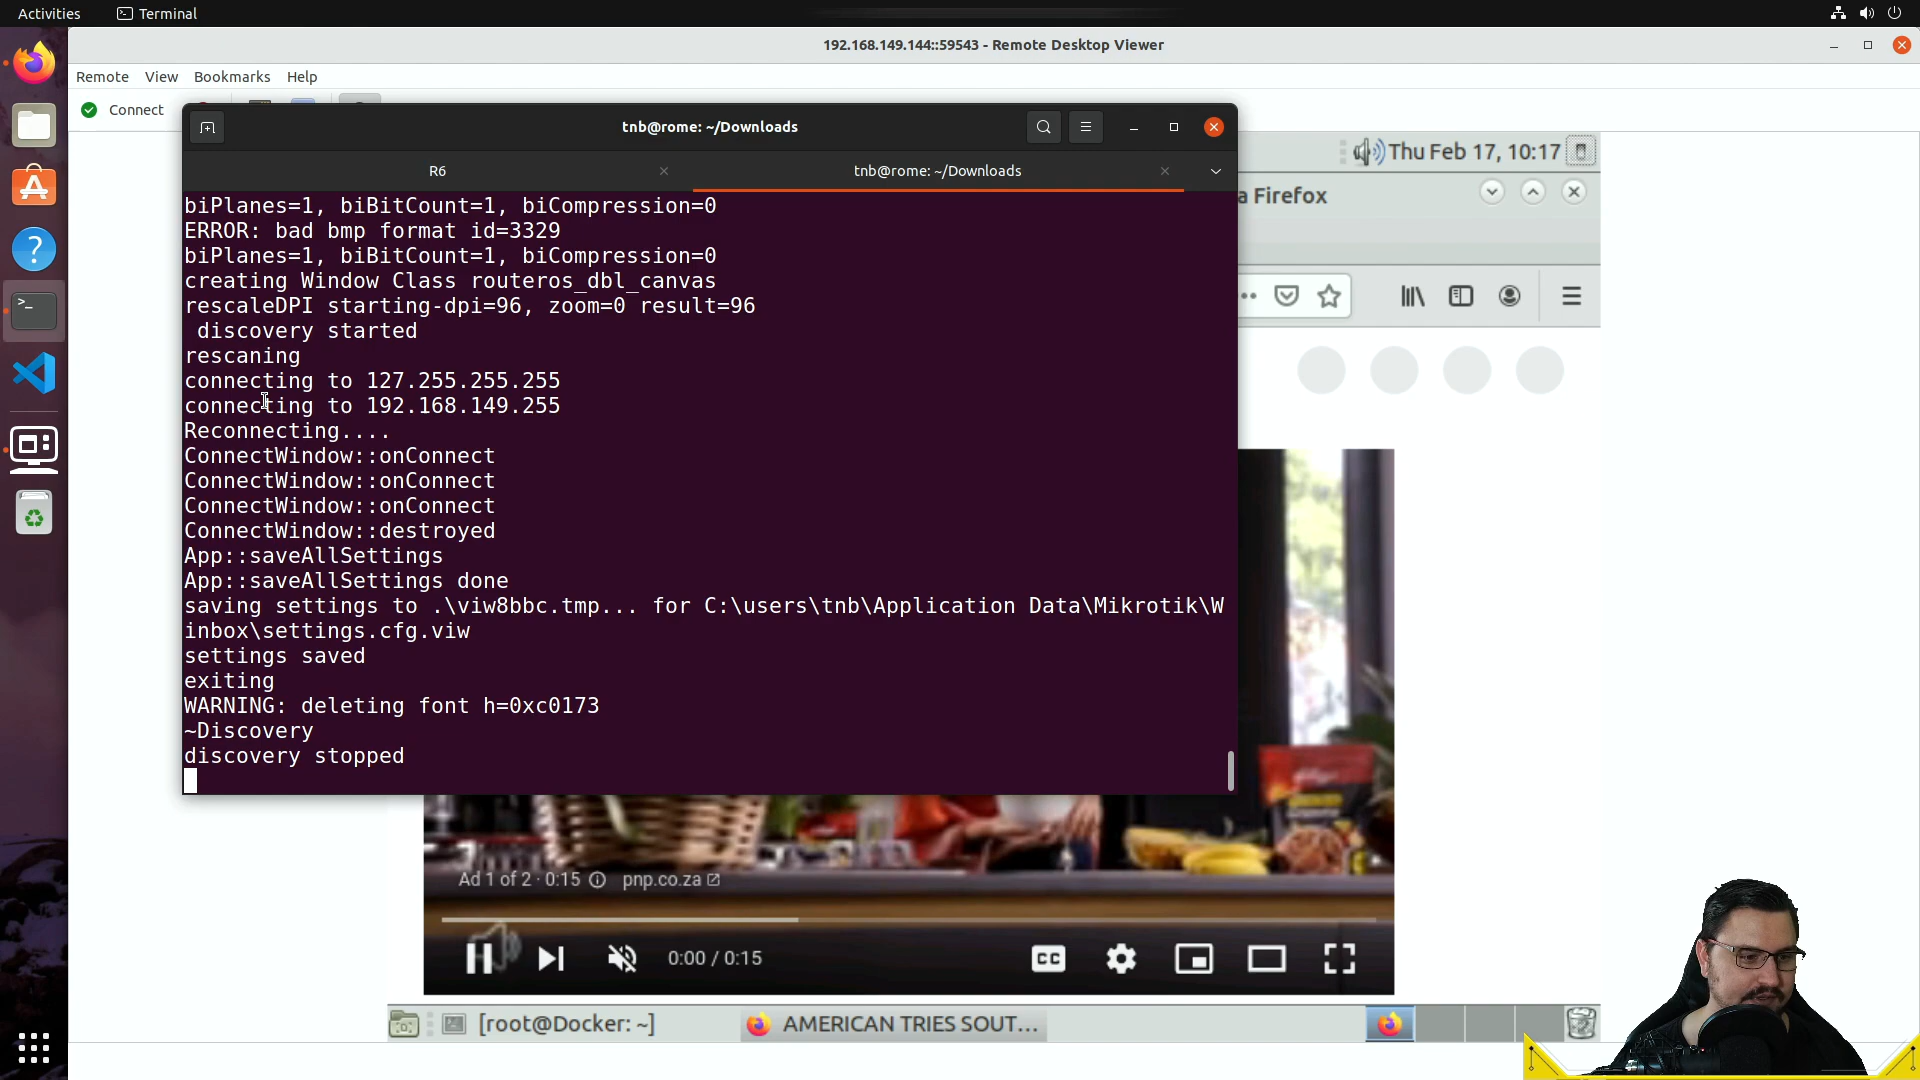 Activities
Terminal
192.168.149.144::59543 - Remote Desktop Viewer
Remote View Bookmarks Help
Connect
tnb@rome: ~/Downloads
R6
tnb@rome: ~/Downloads
biPlanes=1, biBitCount=1, biCompression=0
ERROR: bad bmp format id=3329
biPlanes=1, biBitCount=1, biCompression=0
creating Window Class routeros_dbl_canvas
rescaleDPI starting-dpi=96, zoom=0 result=96
discovery started
rescaning
connecting to 127.255.255.255
connecting to 192.168.149.255
Reconnecting....
ConnectWindow::onConnect
ConnectWindow::onConnect
ConnectWindow::onConnect
ConnectWindow::destroyed
App::saveAllSettings
App::saveAllSettings done
saving settings to .\viw8bbc.tmp... for C:\users\tnb\Application Data\Mikrotik\W
inbox\settings.cfg.viw
settings saved
exiting
WARNING: deleting font h=0xc0173
~Discovery
discovery stopped
Thu Feb 17, 10:17
a Firefox
Ad 1 of 2 · 0:15
pnp.co.za
0:00 / 0:15
CC
[root@Docker: ~]
AMERICAN TRIES SOUT...